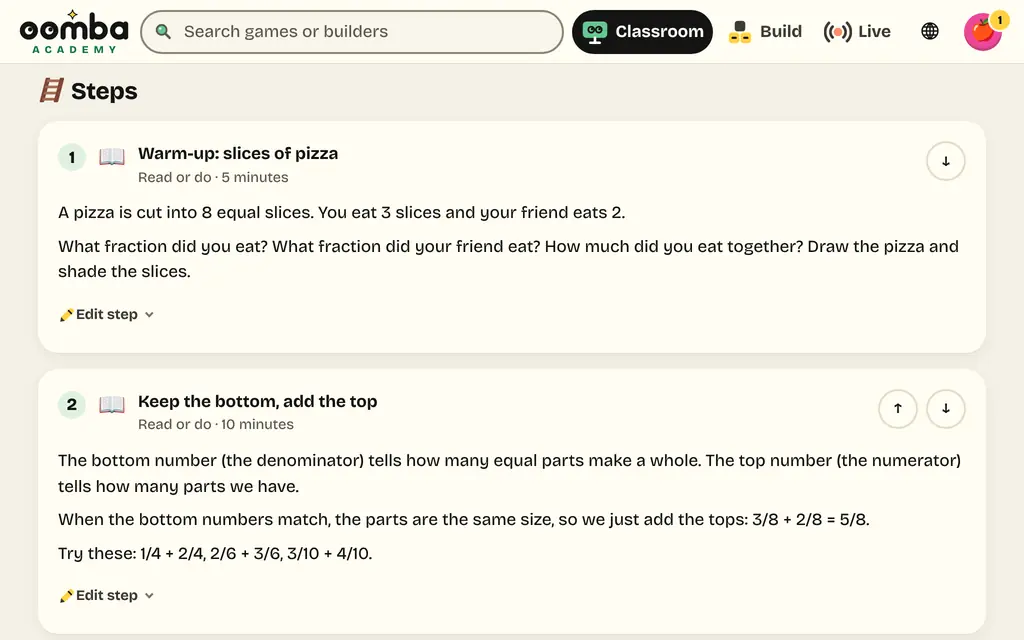 oomba
ACADEMY
Search games or builders
Classroom
Build
Live
1
Steps
1
Warm-up: slices of pizza
Read or do · 5 minutes
↓
A pizza is cut into 8 equal slices. You eat 3 slices and your friend eats 2.
What fraction did you eat? What fraction did your friend eat? How much did you eat together? Draw the pizza and
shade the slices.
Edit step
2
Keep the bottom, add the top
Read or do · 10 minutes
↑ ↓
The bottom number (the denominator) tells how many equal parts make a whole. The top number (the numerator)
tells how many parts we have.
When the bottom numbers match, the parts are the same size, so we just add the tops: 3/8 + 2/8 = 5/8.
Try these: 1/4 + 2/4, 2/6 + 3/6, 3/10 + 4/10.
Edit step